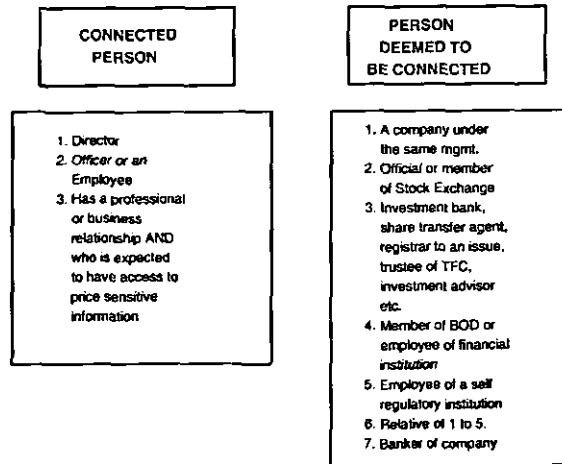 CONNECTED
PERSON
1. Director
2. Officer or an
Employee
3. Has a professional
or business
relationship AND
who is expected
to have access to
price sensitive
information
PERSON
DEEMED TO
BE CONNECTED
1. A company under
the same mgmt.
2. Official or member
of Stock Exchange
3. Investment bank,
share transfer agent,
registrar to an issue,
trustee of TFC,
investment advisor
etc.
4. Member of BOD or
employee of financial
institution
5. Employee of a self
regulatory institution
6. Relative of 1 to 5.
7. Banker of company